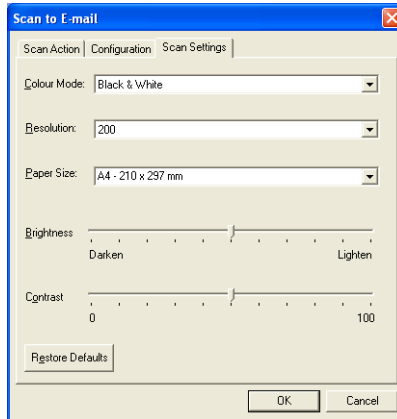 Scan to E-mail
Scan Action Configuration Scan Settings
Colour Mode: Black & White
Resolution: 200
Paper Size: A4 - 210 x 297 mm
Brightness
Darken Lighten
Contrast
0 100
Restore Defaults
OK Cancel